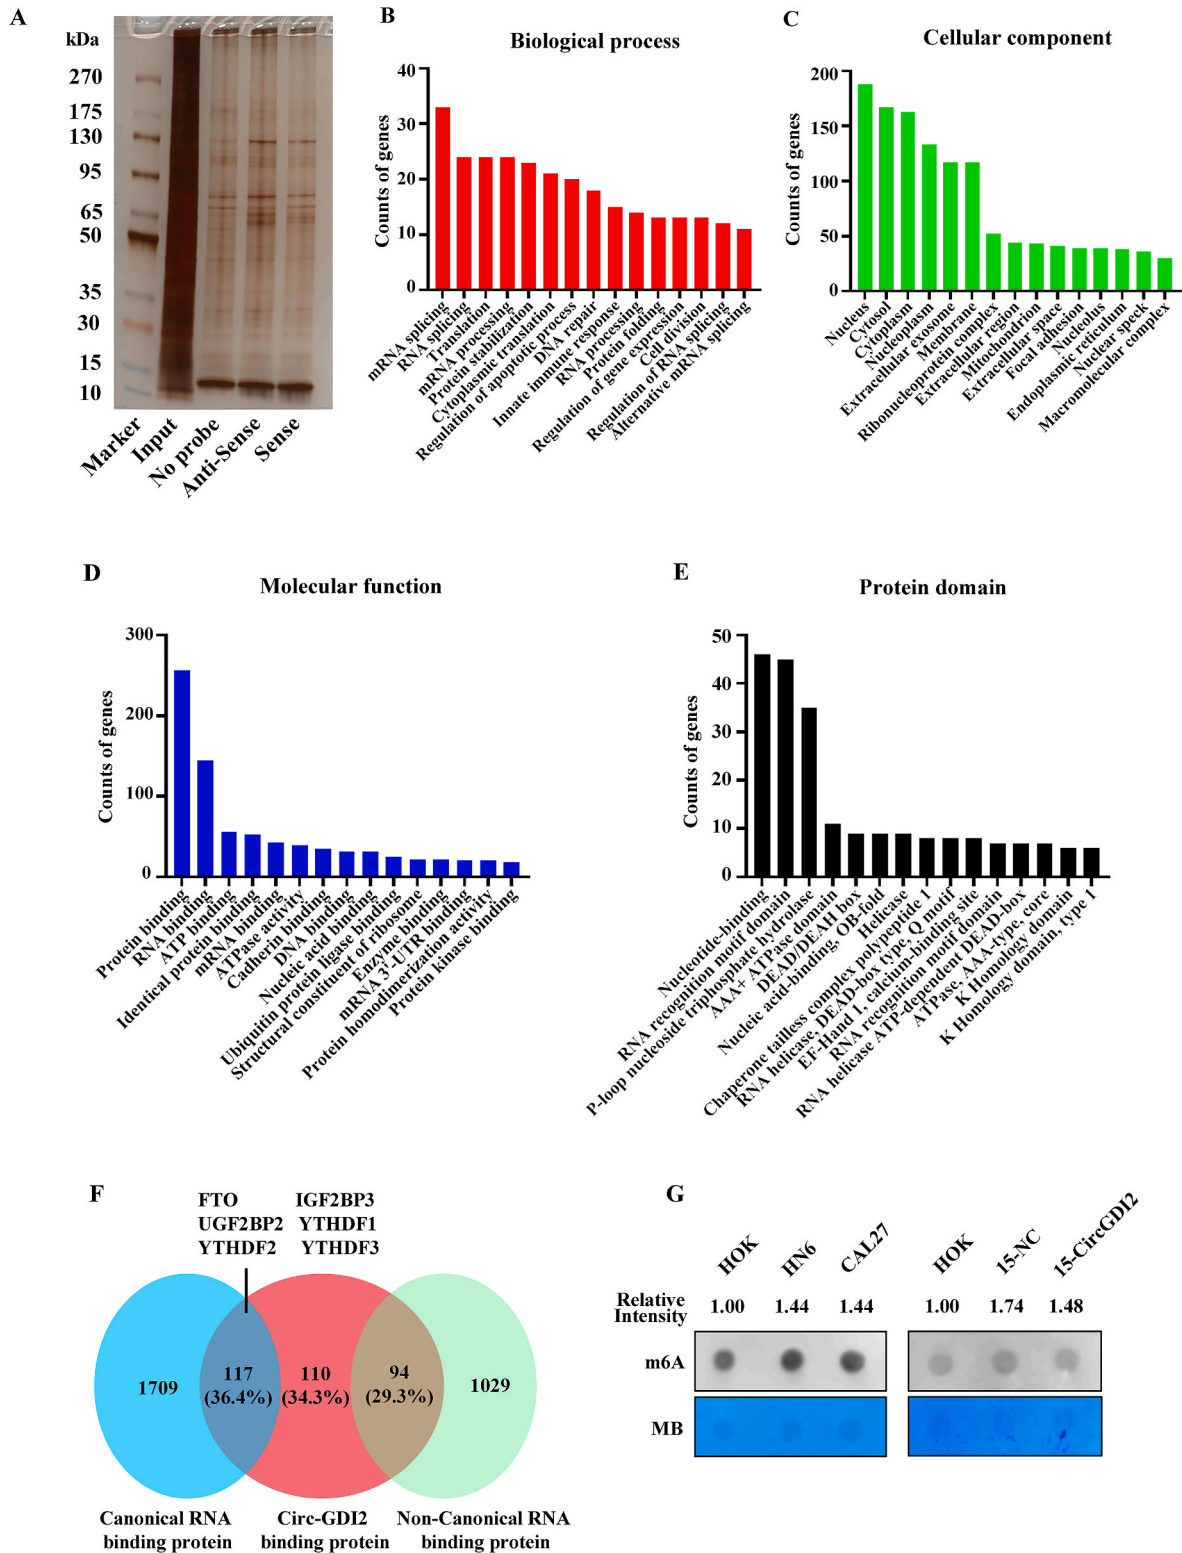 A
kDa
270
175
130
95
65
50
35
30
15
10
Marker
Input
No probe
Anti-Sense
Sense
B
Biological process
Counts of genes
40
30
20
10
0
mRNA splicing
RNA splicing
Translation
mRNA processing
Protein stabilization
Cytoplasmic translation
Regulation of apoptotic process
DNA repair
Innate immune response
RNA processing
Protein folding
Regulation of gene expression
Cell division
Regulation of RNA splicing
Alternative mRNA splicing
C
Cellular component
Counts of genes
200
150
100
50
0
Nucleus
Cytosol
Cytoplasm
Nucleoplasm
Extracellular exosome
Membrane
Ribonucleoprotein complex
Extracellular region
Mitochondrion
Extracellular space
Focal adhesion
Nucleolus
Endoplasmic reticulum
Nuclear speck
Macromolecular complex
D
Molecular function
Counts of genes
300
200
100
0
Protein binding
RNA binding
ATP binding
Identical protein binding
mRNA binding
ATPase activity
Cadherin binding
DNA binding
Nucleic acid binding
Ubiquitin protein ligase binding
Structural constituent of ribosome
Enzyme binding
mRNA 3'-UTR binding
Protein homodimerization activity
Protein kinase binding
E
Protein domain
Counts of genes
50
40
30
20
10
0
Nucleotide-binding
RNA recognition motif domain
P-loop nucleoside triphosphate hydrolase
AAA+ ATPase domain
DEAD/DEAH box
Nucleic acid-binding, OB-fold
Helicase
Chaperone tailless complex polypeptide 1
RNA helicase, DEAD-box type, Q motif
EF-Hand 1, calcium-binding site
RNA recognition motif domain
RNA helicase ATP-dependent DEAD-box
ATPase, AAA-type, core
K Homology domain
K Homology domain, type 1
F
FTO IGF2BP3
UGF2BP2 YTHDF1
YTHDF2 YTHDF3
1709
117
(36.4%)
110
(34.3%)
94
(29.3%)
1029
Canonical RNA
binding protein
Circ-GDI2
binding protein
Non-Canonical RNA
binding protein
G
HOK
HN6
CAL27
HOK
15-NC
15-CircGDI2
Relative
Intensity
1.00 1.44 1.44 1.00 1.74 1.48
m6A
MB